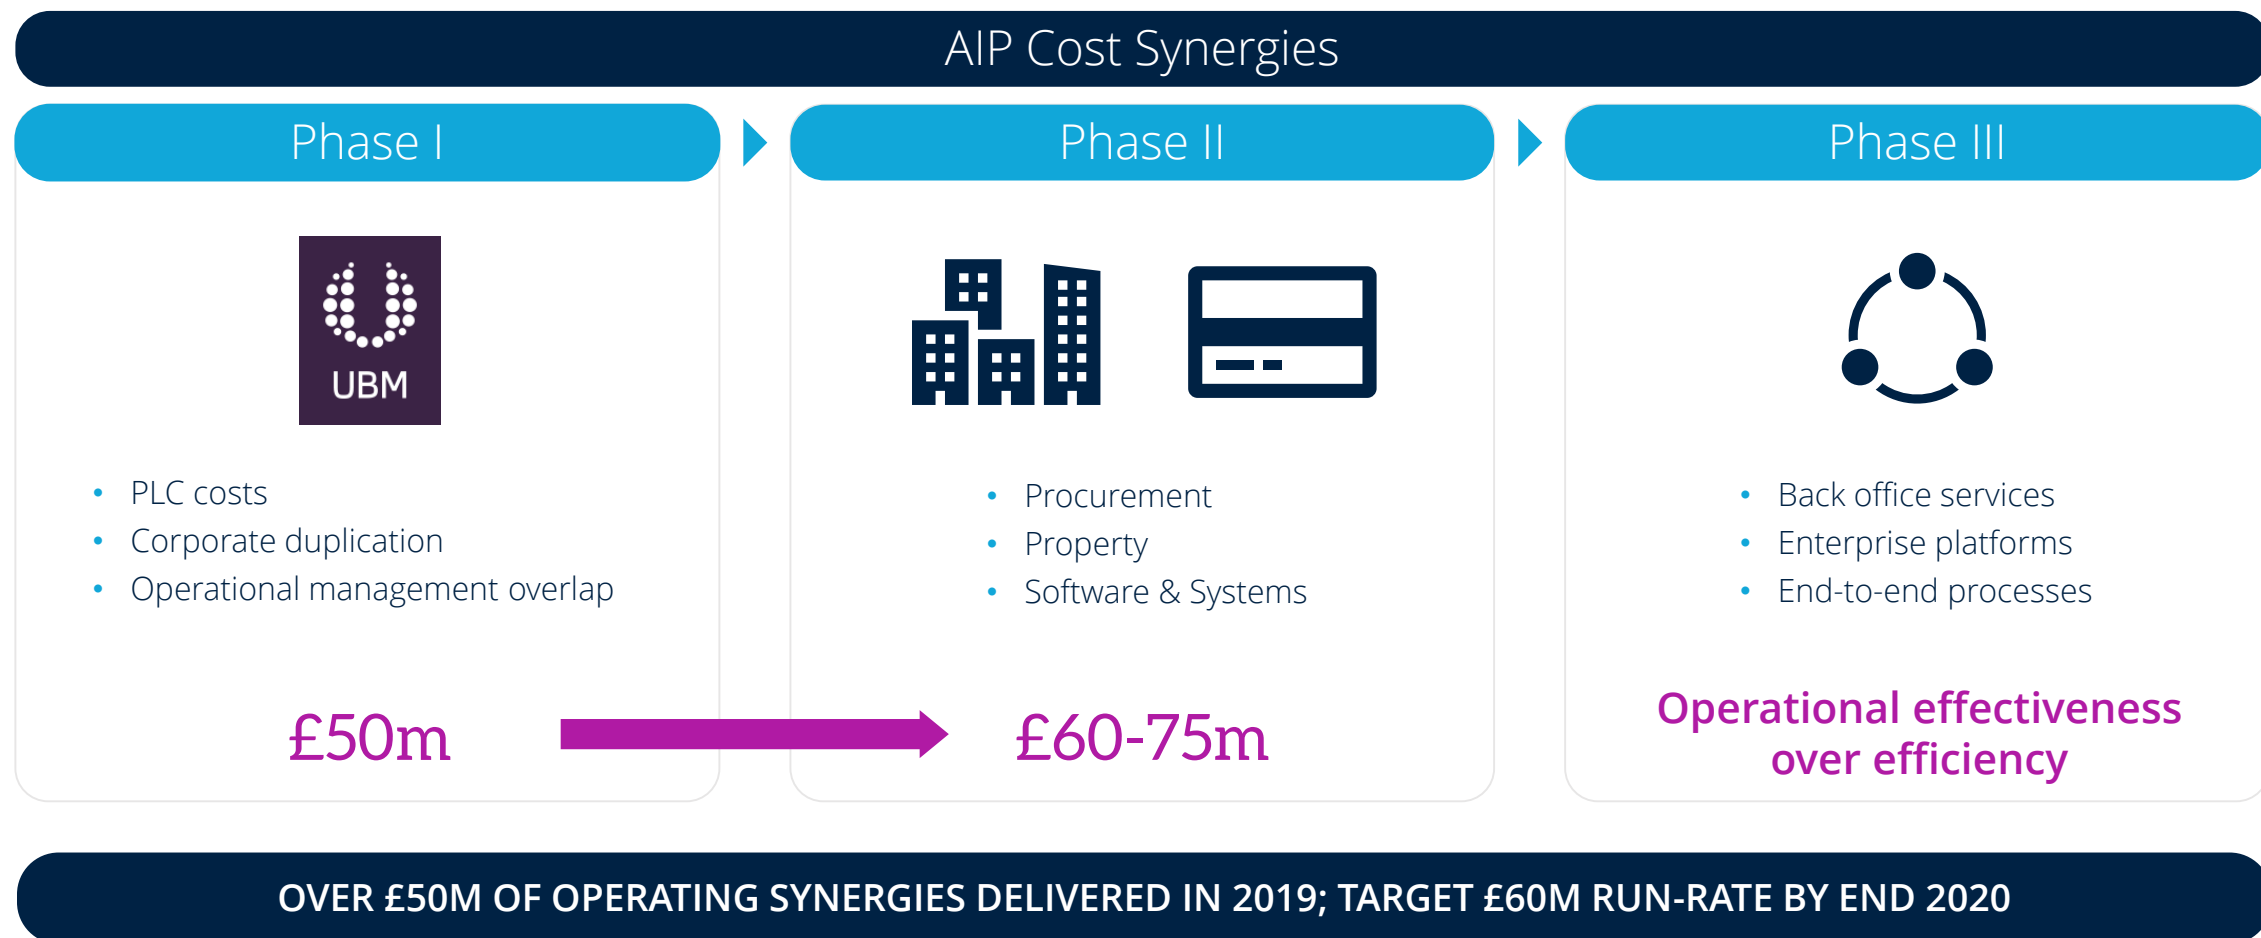 AIP Cost Synergies
Phase I
UBM
• PLC costs
• Corporate duplication
• Operational management overlap
£50m
Phase II
• Procurement
• Property
• Software & Systems
£60-75m
Phase III
• Back office services
• Enterprise platforms
• End-to-end processes
Operational effectiveness
over efficiency
OVER £50M OF OPERATING SYNERGIES DELIVERED IN 2019; TARGET £60M RUN-RATE BY END 2020